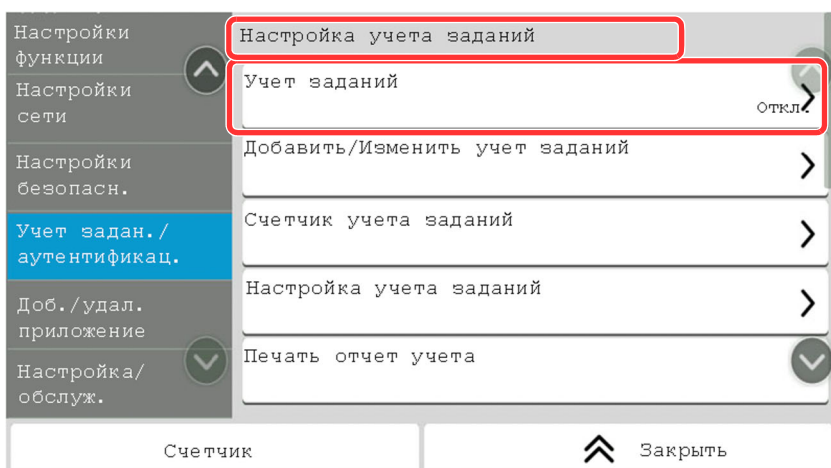 Настройки
функции
Настройки
сети
Настройки
безопасн.
Учет задан./
аутентификац.
Доб./удал.
приложение
Настройка/
обслуж.
Настройка учета заданий
Учет заданий
Откл.
Добавить/Изменить учет заданий
Счетчик учета заданий
Настройка учета заданий
Печать отчет учета
Счетчик
Закрыть